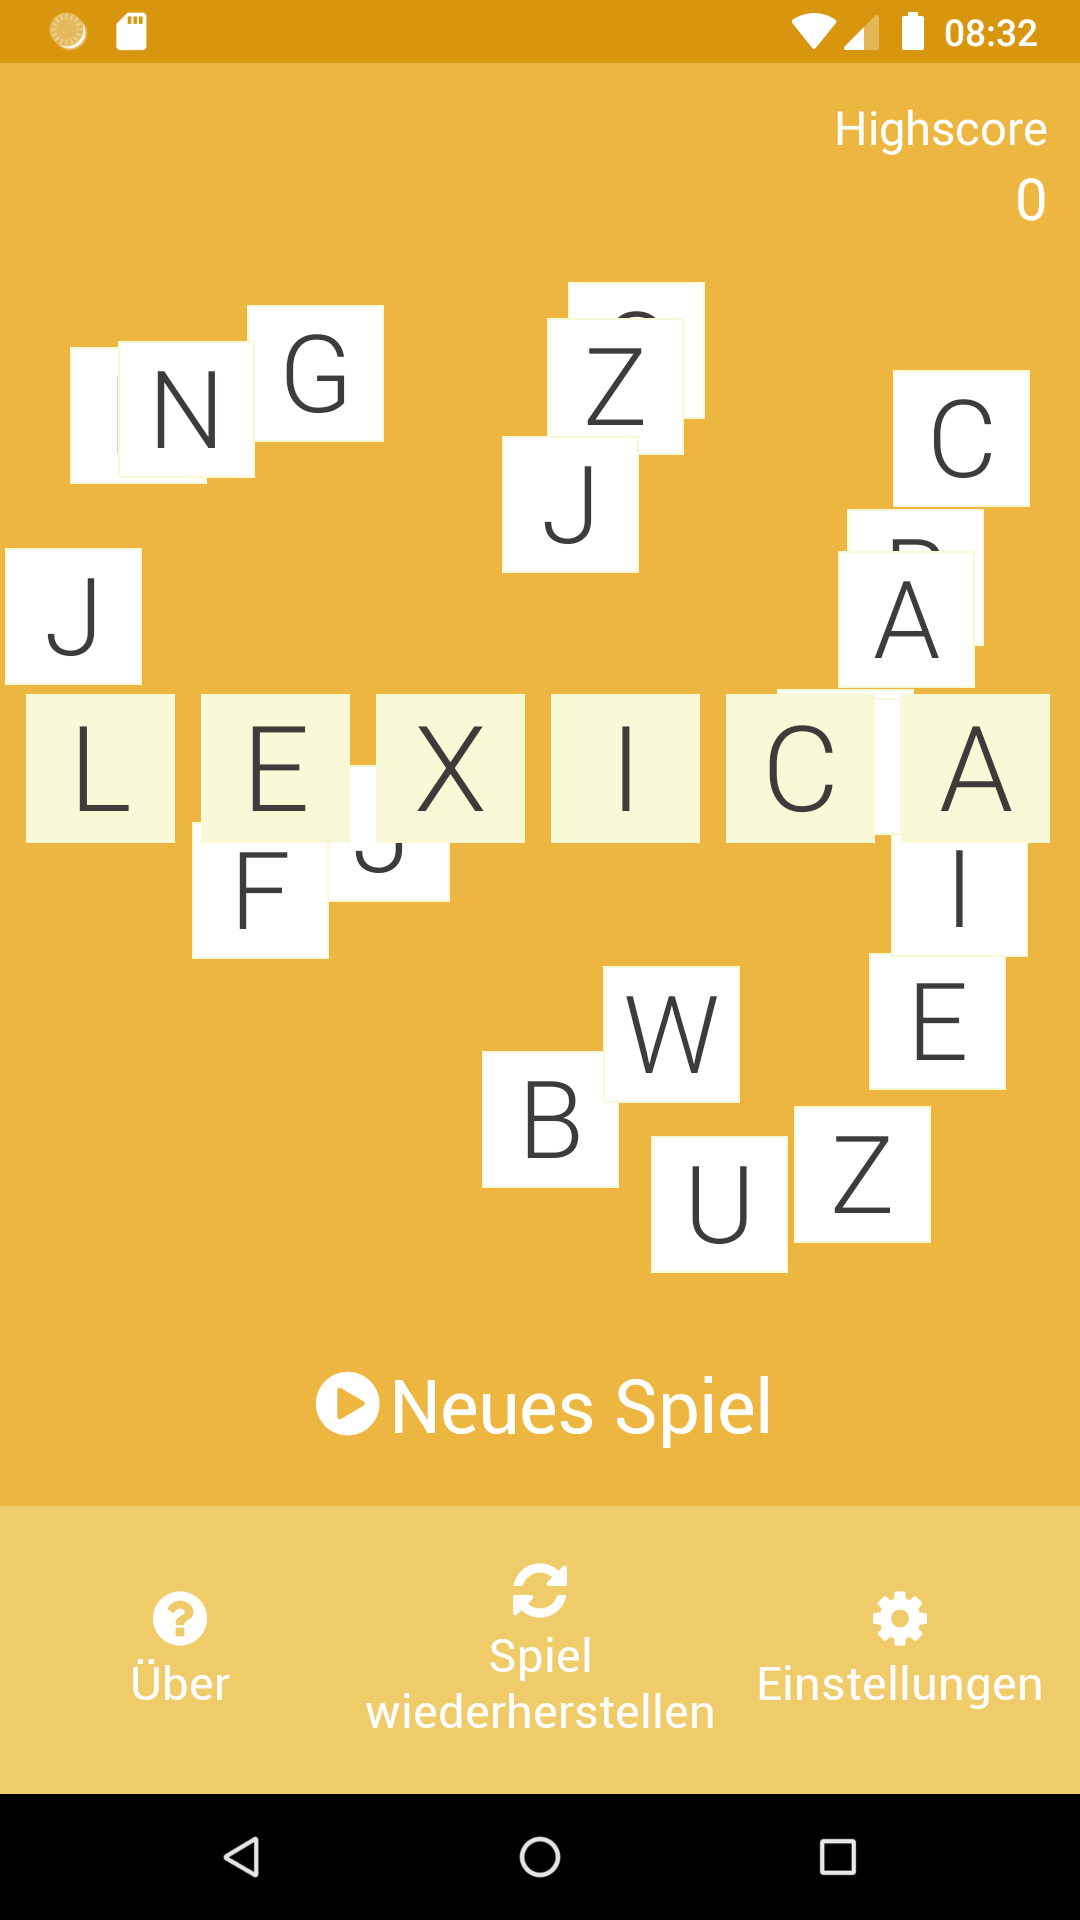 08:32
Highscore
0
G
Z
N
C
J
A
J
L E X I C A
F
I
W
E
B
U
Z
Neues Spiel
Über
Spiel
wiederherstellen
Einstellungen